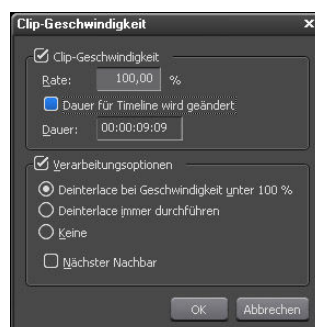 Clip-Geschwindigkeit
Clip-Geschwindigkeit
Rate: 100,00 %
Dauer für Timeline wird geändert
Dauer: 00:00:09:09
Verarbeitungsoptionen
Deinterlace bei Geschwindigkeit unter 100 %
Deinterlace immer durchführen
Keine
Nächster Nachbar
OK Abbrechen